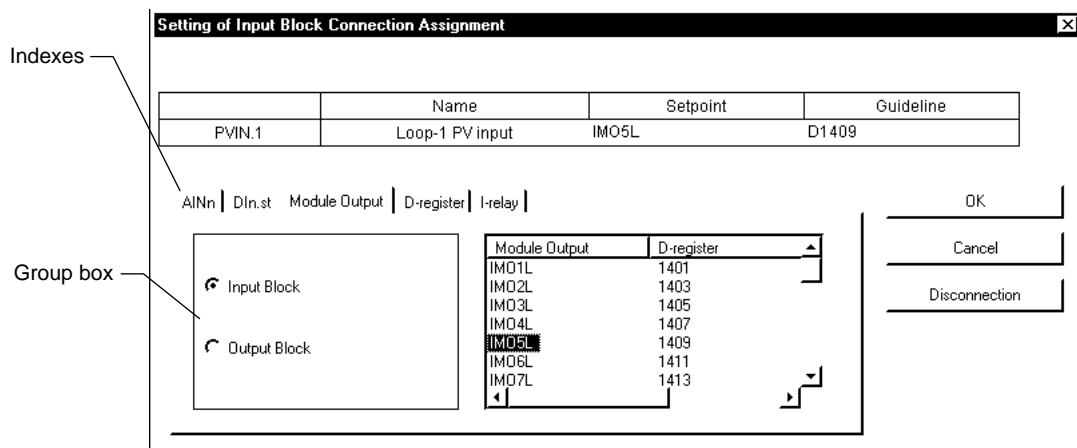 Setting of Input Block Connection Assignment
Indexes
Name Setpoint Guideline
PVIN.1 Loop-1 PV input IMO5L D1409
AINn DIn.st Module Output D-register I-relay
OK
Cancel
Disconnection
Group box
Input Block
Output Block
Module Output D-register
IMO1L 1401
IMO2L 1403
IMO3L 1405
IMO4L 1407
IMO5L 1409
IMO6L 1411
IMO7L 1413